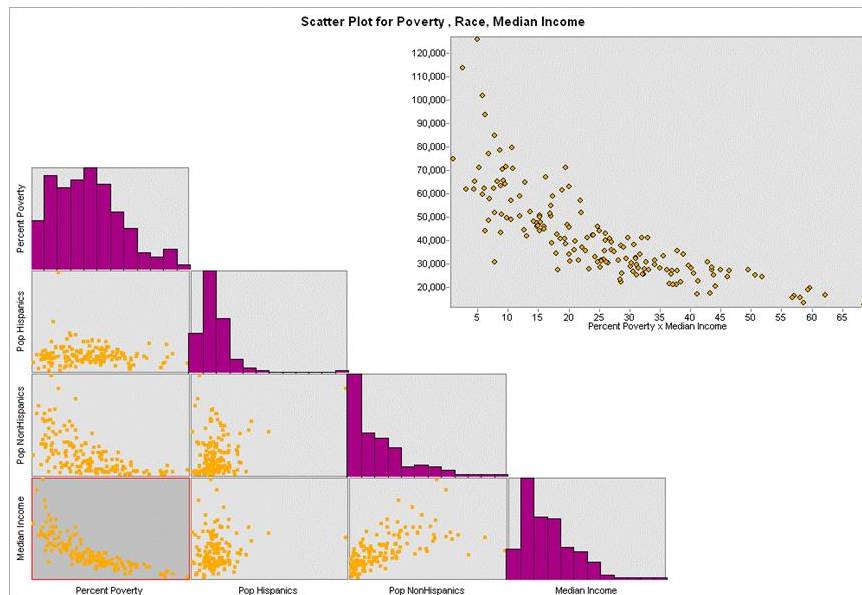 Scatter Plot for Poverty , Race, Median Income
120,000
110,000
100,000
90,000
80,000
70,000
60,000
50,000
40,000
30,000
20,000
5 10 15 20 25 30 35 40 45 50 55 60 65
Percent Poverty x Median Income
Percent Poverty
Pop Hispanics
Pop NonHispanics
Median Income
Percent Poverty Pop Hispanics Pop NonHispanics Median Income